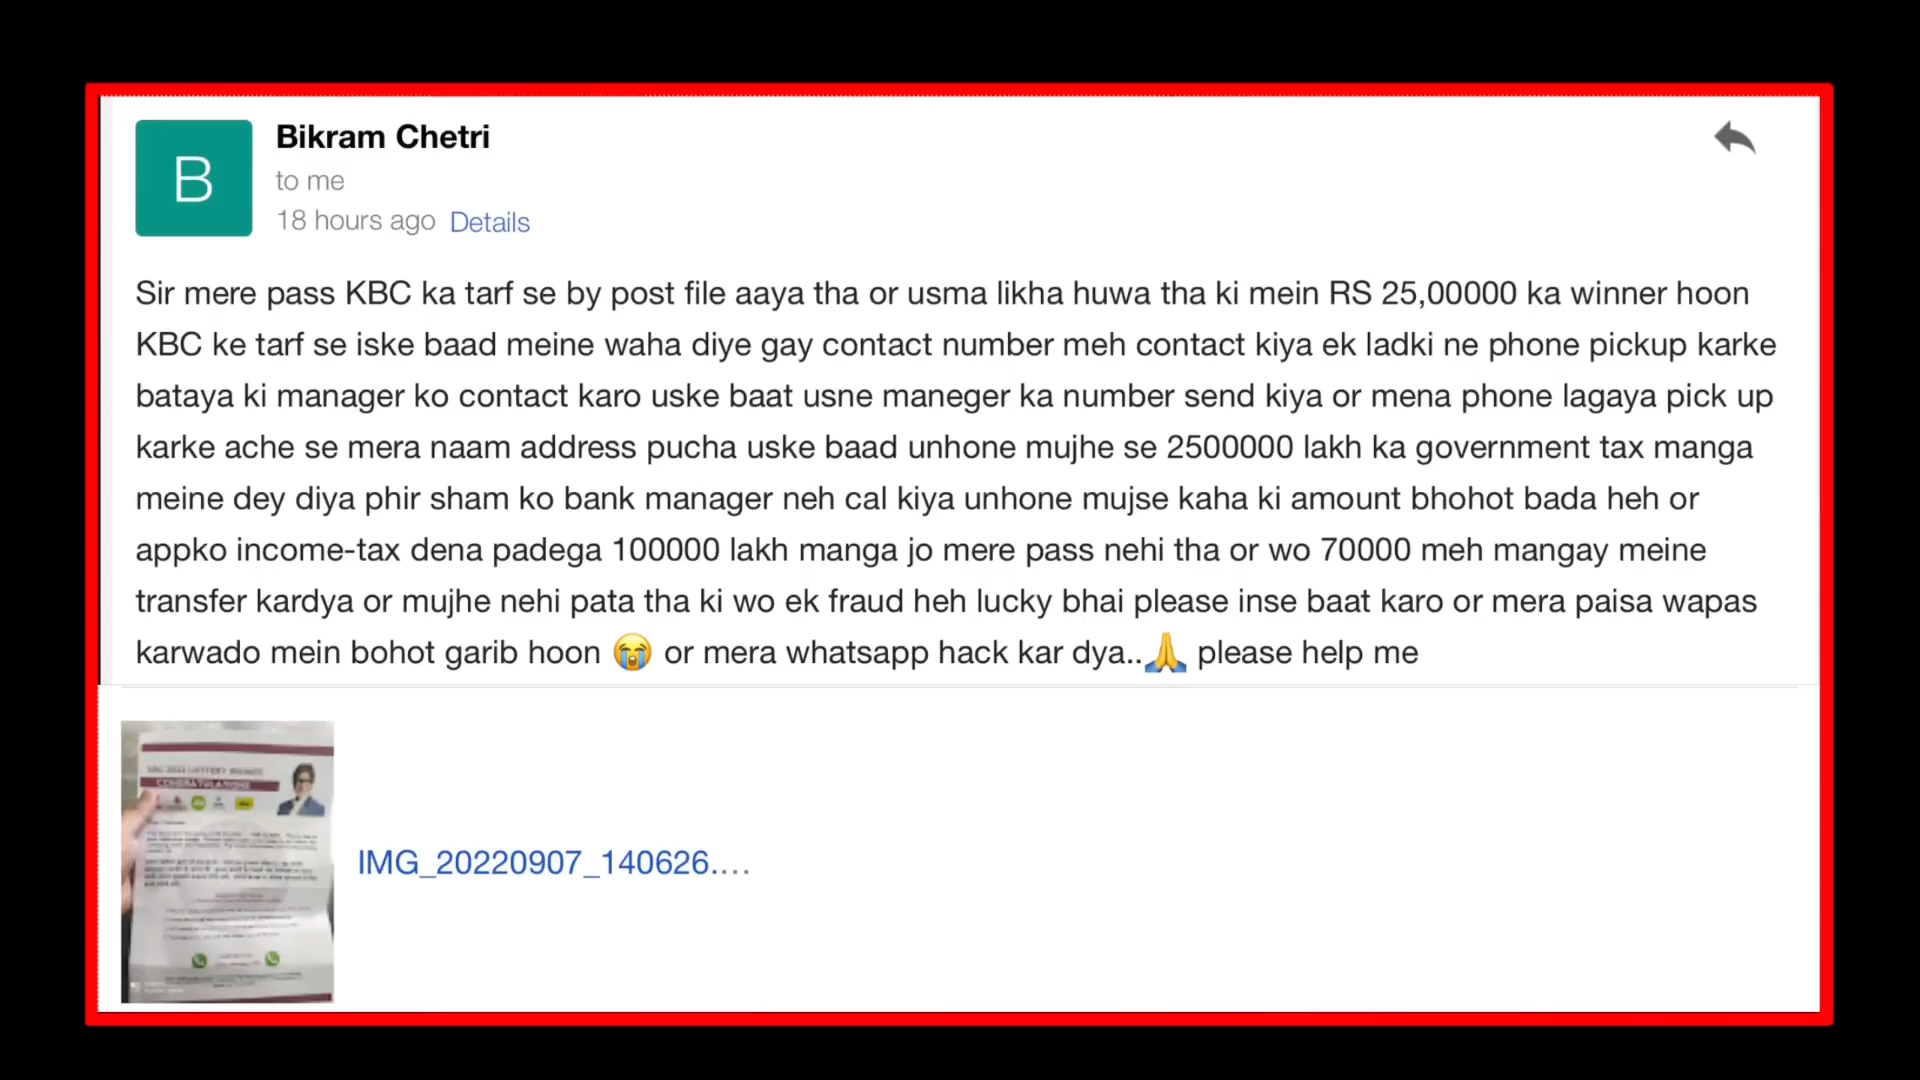 B
Bikram Chetri
to me
18 hours ago Details
Sir mere pass KBC ka tarf se by post file aaya tha or usma likha huwa tha ki mein RS 25,00000 ka winner hoon
KBC ke tarf se iske baad meine waha diye gay contact number meh contact kiya ek ladki ne phone pickup karke
bataya ki manager ko contact karo uske baat usne maneger ka number send kiya or mena phone lagaya pick up
karke ache se mera naam address pucha uske baad unhone mujhe se 2500000 lakh ka government tax manga
meine dey diya phir sham ko bank manager neh cal kiya unhone mujse kaha ki amount bhohot bada heh or
appko income-tax dena padega 100000 lakh manga jo mere pass nehi tha or wo 70000 meh mangay meine
transfer kardya or mujhe nehi pata tha ki wo ek fraud heh lucky bhai please inse baat karo or mera paisa wapas
karwado mein bohot garib hoon 😭 or mera whatsapp hack kar dya..🙏 please help me
CONGRATULATIONS
IMG_20220907_140626....